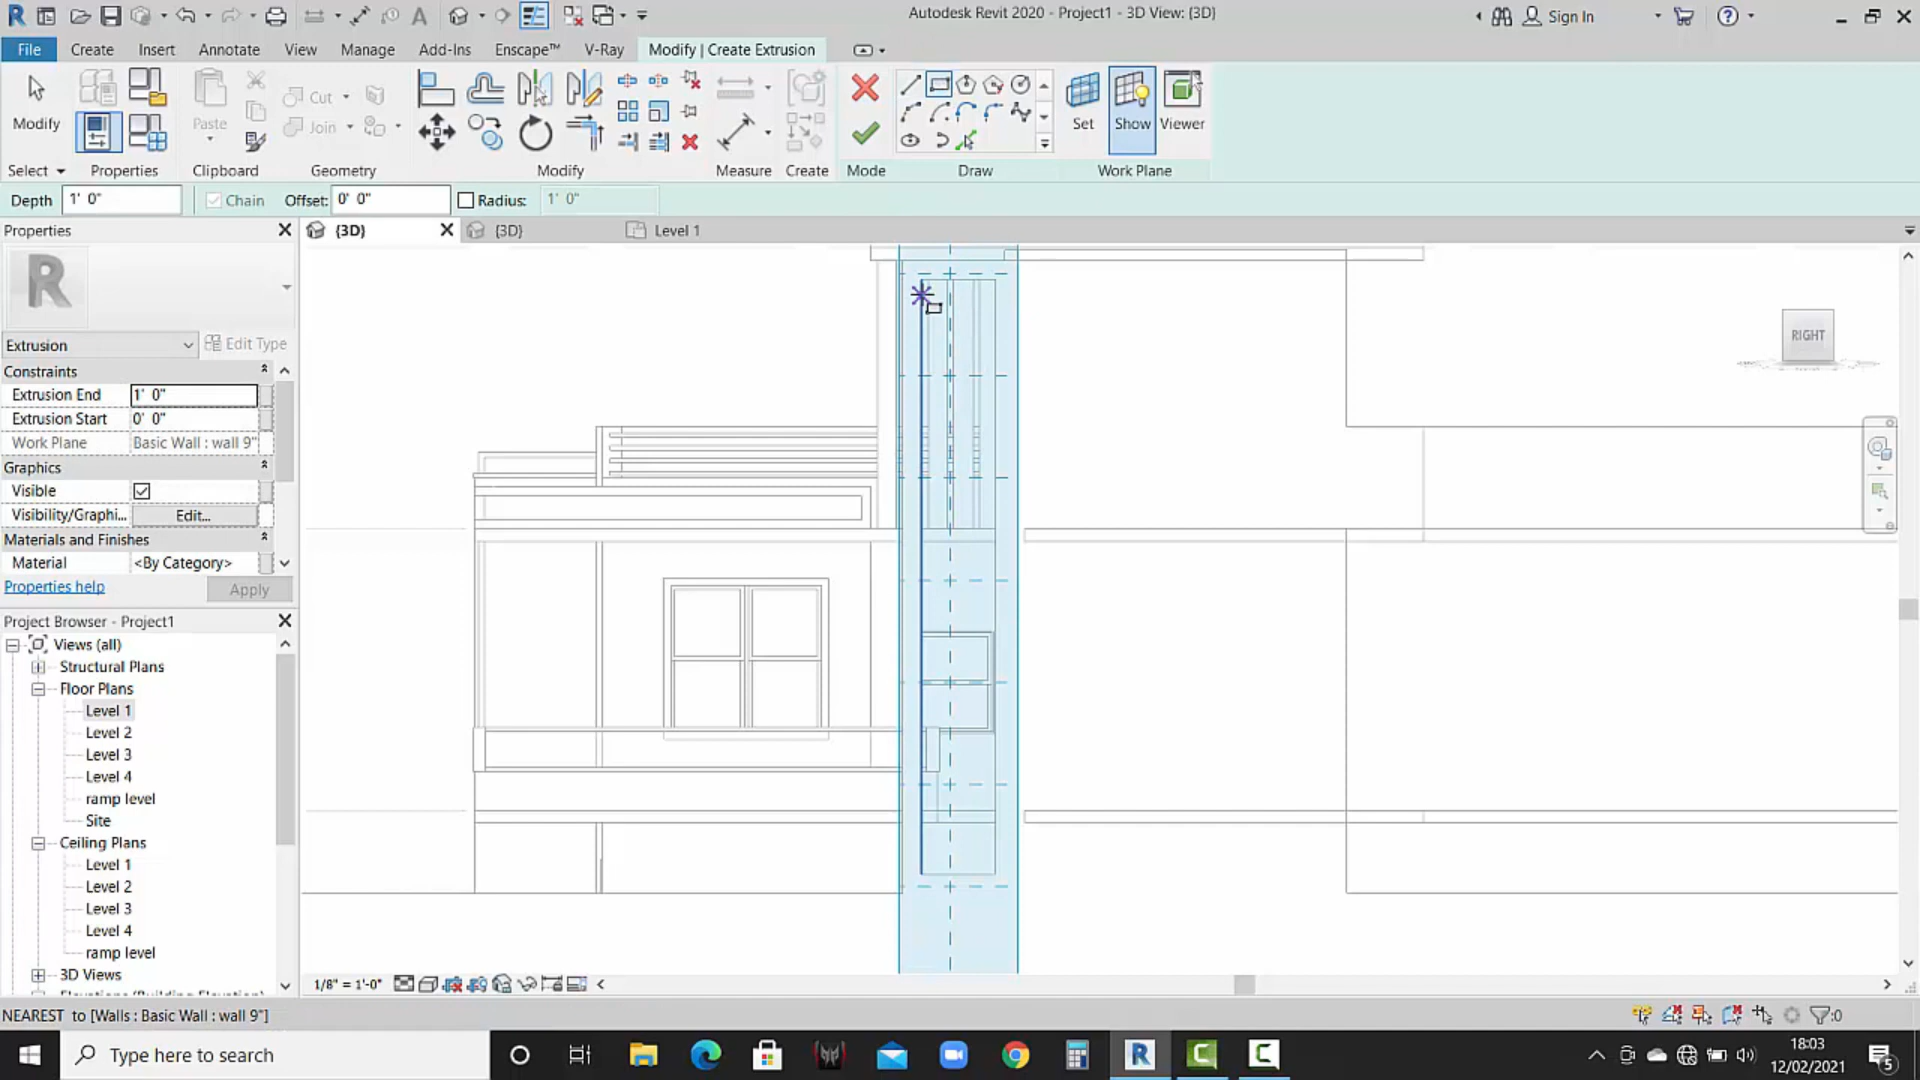 Autodesk Revit 2020 - Project1 - 3D View: {3D}
Sign In
File
Create
Insert
Annotate
View
Manage
Add-Ins
Enscape™
V-Ray
Modify | Create Extrusion
Modify
Paste
Cut
Join
Set
Show
Viewer
Select
Properties
Clipboard
Geometry
Modify
Measure
Create
Mode
Draw
Work Plane
Depth
1' 0"
Chain
Offset:
0' 0"
Radius:
1' 0"
Properties
{3D}
{3D}
Level 1
R
Extrusion
Edit Type
Constraints
Extrusion End
1' 0"
Extrusion Start
0' 0"
Work Plane
Basic Wall : wall 9"
Graphics
Visible
Visibility/Graphi...
Edit...
Materials and Finishes
Material
<By Category>
Properties help
Apply
RIGHT
Project Browser - Project1
Views (all)
Structural Plans
Floor Plans
Level 1
Level 2
Level 3
Level 4
ramp level
Site
Ceiling Plans
Level 1
Level 2
Level 3
Level 4
ramp level
3D Views
Elevations (Building Elevation)
1/8" = 1'-0"
NEAREST to [Walls : Basic Wall : wall 9"]
:0
Type here to search
18:03
12/02/2021
5